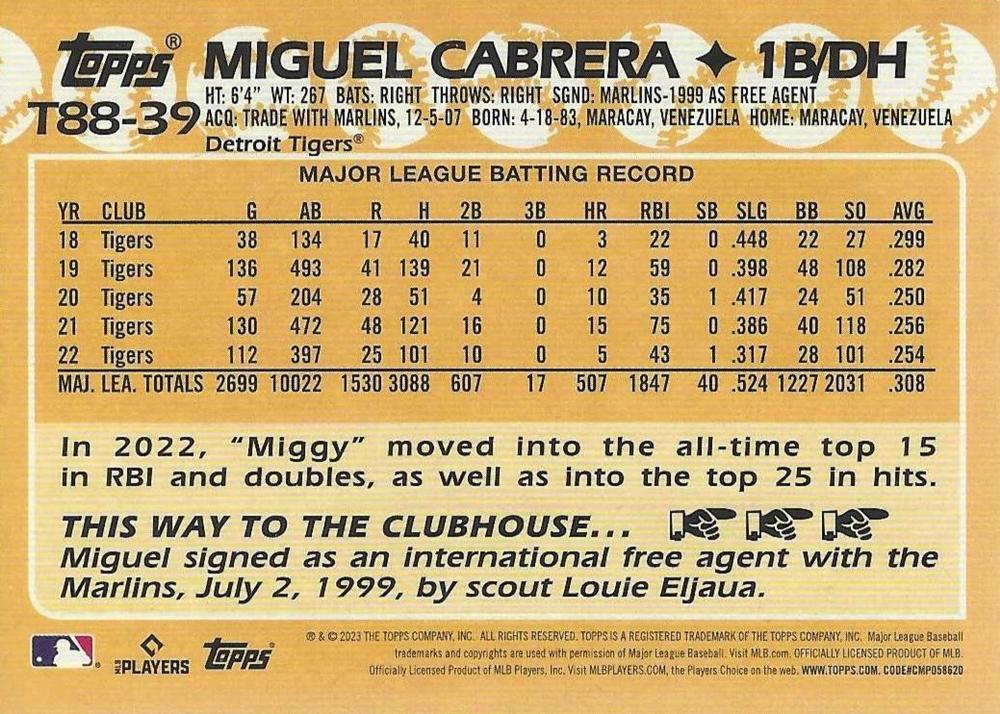 Topps® MIGUEL CABRERA ✦ 1B/DH
T88-39
HT: 6'4" WT: 267 BATS: RIGHT THROWS: RIGHT SGND: MARLINS-1999 AS FREE AGENT
ACQ: TRADE WITH MARLINS, 12-5-07 BORN: 4-18-83, MARACAY, VENEZUELA HOME: MARACAY, VENEZUELA
Detroit Tigers®
MAJOR LEAGUE BATTING RECORD
YR CLUB G AB R H 2B 3B HR RBI SB SLG BB SO AVG
18 Tigers 38 134 17 40 11 0 3 22 0 .448 22 27 .299
19 Tigers 136 493 41 139 21 0 12 59 0 .398 48 108 .282
20 Tigers 57 204 28 51 4 0 10 35 1 .417 24 51 .250
21 Tigers 130 472 48 121 16 0 15 75 0 .386 40 118 .256
22 Tigers 112 397 25 101 10 0 5 43 1 .317 28 101 .254
MAJ. LEA. TOTALS 2699 10022 1530 3088 607 17 507 1847 40 .524 1227 2031 .308
In 2022, “Miggy” moved into the all-time top 15
in RBI and doubles, as well as into the top 25 in hits.
THIS WAY TO THE CLUBHOUSE...
Miguel signed as an international free agent with the
Marlins, July 2, 1999, by scout Louie Eljaua.
® & © 2023 THE TOPPS COMPANY, INC. ALL RIGHTS RESERVED. TOPPS IS A REGISTERED TRADEMARK OF THE TOPPS COMPANY, INC. Major League Baseball
trademarks and copyrights are used with permission of Major League Baseball. Visit MLB.com. OFFICIALLY LICENSED PRODUCT OF MLB.
Officially Licensed Product of MLB Players, Inc. Visit MLBPLAYERS.COM, the Players Choice on the web. WWW.TOPPS.COM. CODE#CMP058620
MLB PLAYERS
Topps